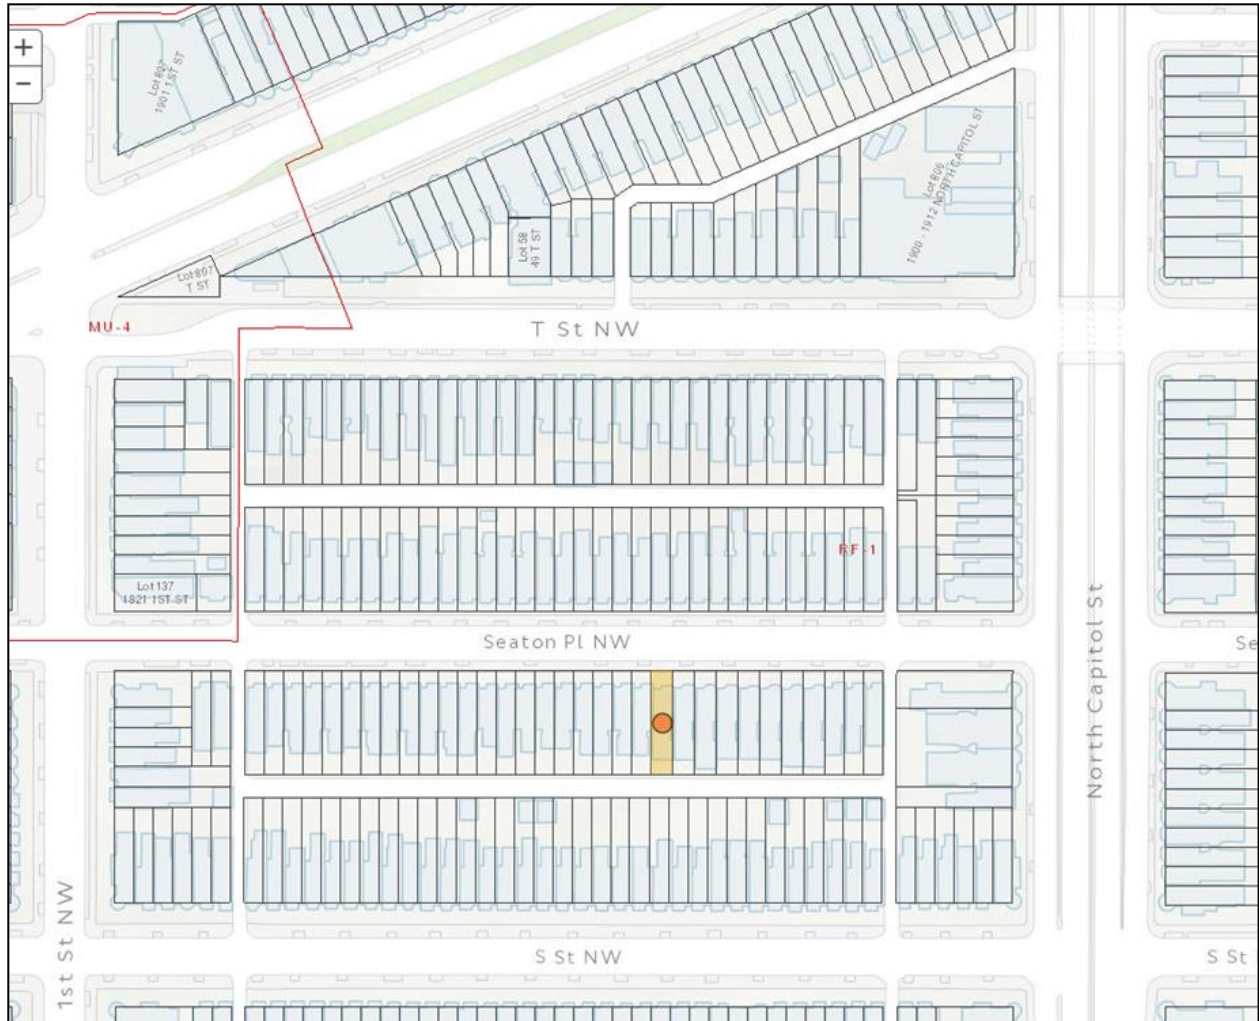 +
−
Lot 807
1901 1ST ST
Lot 806
1900 - 1912 NORTH CAPITOL ST
Lot 58
49 T ST
Lot 807
T ST
MU-4
T St NW
RF-1
Lot 137
1821 1ST ST
Seaton Pl NW
Se
North Capitol St
1st St NW
S St NW
S St